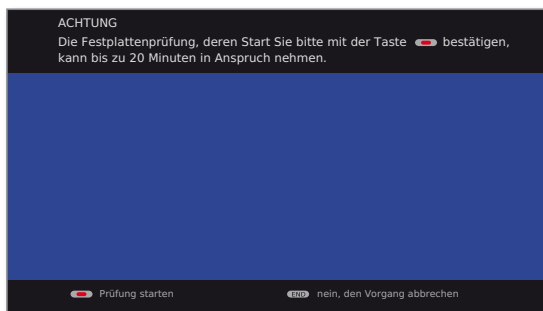 ACHTUNG
Die Festplattenprüfung, deren Start Sie bitte mit der Taste bestätigen,
kann bis zu 20 Minuten in Anspruch nehmen.
Prüfung starten
END nein, den Vorgang abbrechen